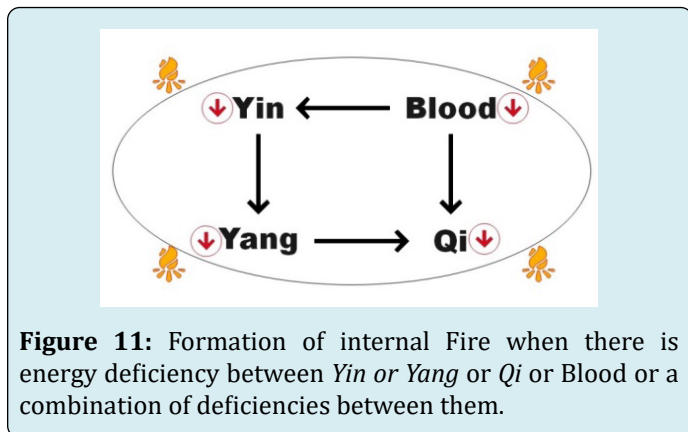 Yin Blood
Yang Qi
Figure 11: Formation of internal Fire when there is
energy deficiency between Yin or Yang or Qi or Blood or a
combination of deficiencies between them.